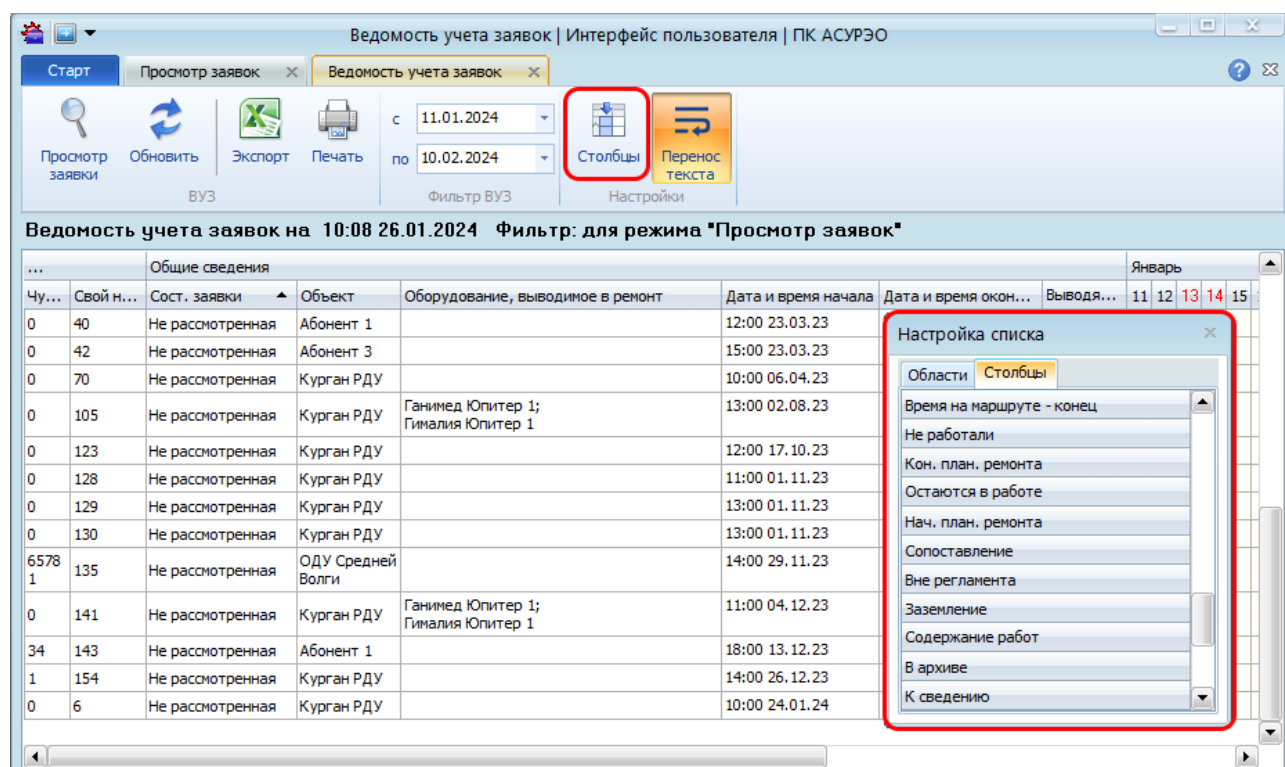 Ведомость учета заявок | Интерфейс пользователя | ПК АСУРЭО
Старт Просмотр заявок Ведомость учета заявок
Просмотр заявки Обновить Экспорт Печать с 11.01.2024 по 10.02.2024 Столбцы Перенос текста
ВУЗ Фильтр ВУЗ Настройки
Ведомость учета заявок на 10:08 26.01.2024 Фильтр: для режима "Просмотр заявок"
... Общие сведения Январь
Чу... Свой н... Сост. заявки Объект Оборудование, выводимое в ремонт Дата и время начала Дата и время окон... Выводя... 11 12 13 14 15
0 40 Не рассмотренная Абонент 1 12:00 23.03.23
0 42 Не рассмотренная Абонент 3 15:00 23.03.23
0 70 Не рассмотренная Курган РДУ 10:00 06.04.23
0 105 Не рассмотренная Курган РДУ Ганимед Юпитер 1; Гималия Юпитер 1 13:00 02.08.23
0 123 Не рассмотренная Курган РДУ 12:00 17.10.23
0 128 Не рассмотренная Курган РДУ 11:00 01.11.23
0 129 Не рассмотренная Курган РДУ 13:00 01.11.23
0 130 Не рассмотренная Курган РДУ 13:00 01.11.23
65781 135 Не рассмотренная ОДУ Средней Волги 14:00 29.11.23
0 141 Не рассмотренная Курган РДУ Ганимед Юпитер 1; Гималия Юпитер 1 11:00 04.12.23
34 143 Не рассмотренная Абонент 1 18:00 13.12.23
1 154 Не рассмотренная Курган РДУ 14:00 26.12.23
0 6 Не рассмотренная Курган РДУ 10:00 24.01.24
Настройка списка
Области Столбцы
Время на маршруте - конец
Не работали
Кон. план. ремонта
Остаются в работе
Нач. план. ремонта
Сопоставление
Вне регламента
Заземление
Содержание работ
В архиве
К сведению